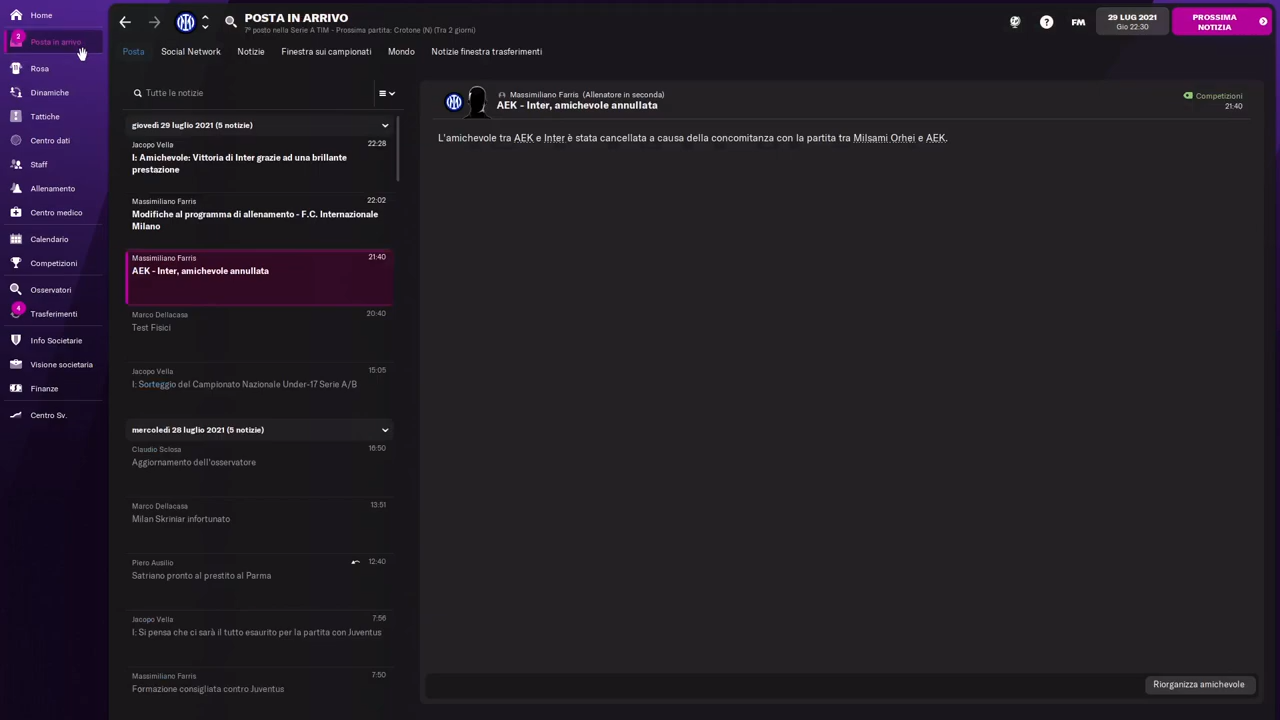 Home
2
Posta in arrivo
Rosa
Dinamiche
Tattiche
Centro dati
Staff
Allenamento
Centro medico
Calendario
Competizioni
Osservatori
4
Trasferimenti
Info Societarie
Visione societaria
Finanze
Centro Sv.
POSTA IN ARRIVO
7° posto nella Serie A TIM - Prossima partita: Crotone (N) (Tra 2 giorni)
FM
29 LUG 2021
Gio 22:30
PROSSIMA
NOTIZIA
Posta Social Network Notizie Finestra sui campionati Mondo Notizie finestra trasferimenti
Tutte le notizie
giovedì 29 luglio 2021 (5 notizie)
Jacopo Vella 22:28
I: Amichevole: Vittoria di Inter grazie ad una brillante
prestazione
Massimiliano Farris 22:02
Modifiche al programma di allenamento - F.C. Internazionale
Milano
Massimiliano Farris 21:40
AEK - Inter, amichevole annullata
Marco Dellacasa 20:40
Test Fisici
Jacopo Vella 15:05
I: Sorteggio del Campionato Nazionale Under-17 Serie A/B
mercoledì 28 luglio 2021 (5 notizie)
Claudio Sclosa 16:50
Aggiornamento dell'osservatore
Marco Dellacasa 13:51
Milan Skriniar infortunato
Piero Ausilio 12:40
Satriano pronto al prestito al Parma
Jacopo Vella 7:56
I: Si pensa che ci sarà il tutto esaurito per la partita con Juventus
Massimiliano Farris 7:50
Formazione consigliata contro Juventus
Massimiliano Farris (Allenatore in seconda)
AEK - Inter, amichevole annullata
Competizioni
21:40
L'amichevole tra AEK e Inter è stata cancellata a causa della concomitanza con la partita tra Milsami Orhei e AEK.
Riorganizza amichevole